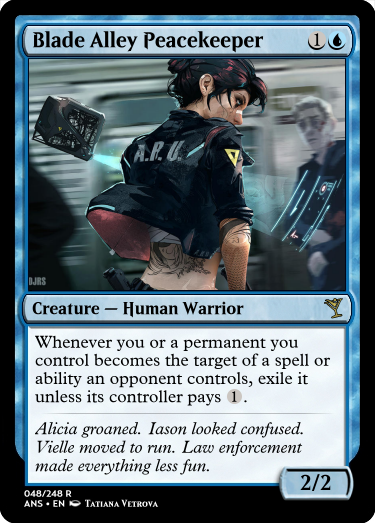 Blade Alley Peacekeeper 1
A.R.U.
DJRS
Creature — Human Warrior
Whenever you or a permanent you
control becomes the target of a spell or
ability an opponent controls, exile it
unless its controller pays 1.
Alicia groaned. Iason looked confused.
Vielle moved to run. Law enforcement
made everything less fun.
2/2
048/248 R
ANS • EN Tatiana Vetrova